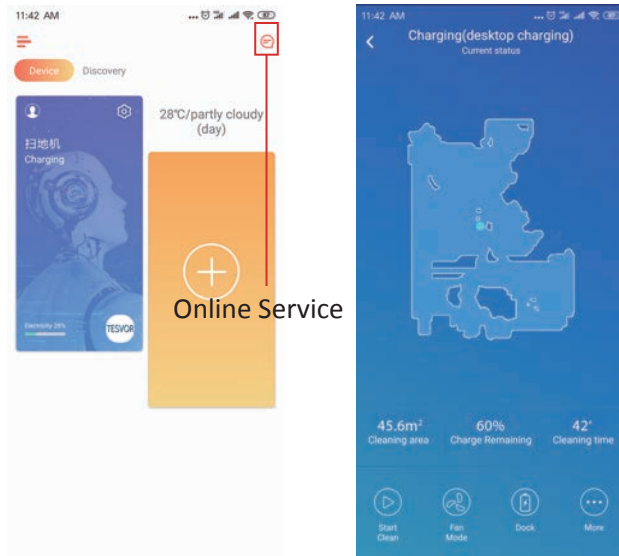 11:42 AM
Device
Discovery
扫地机
Charging
28℃/partly cloudy
(day)
Electricity 26%
TESVOR
Online Service
11:42 AM
Charging(desktop charging)
Current status
45.6m²
Cleaning area
60%
Charge Remaining
42′
Cleaning time
Start
Clean
Fan
Mode
Dock
More